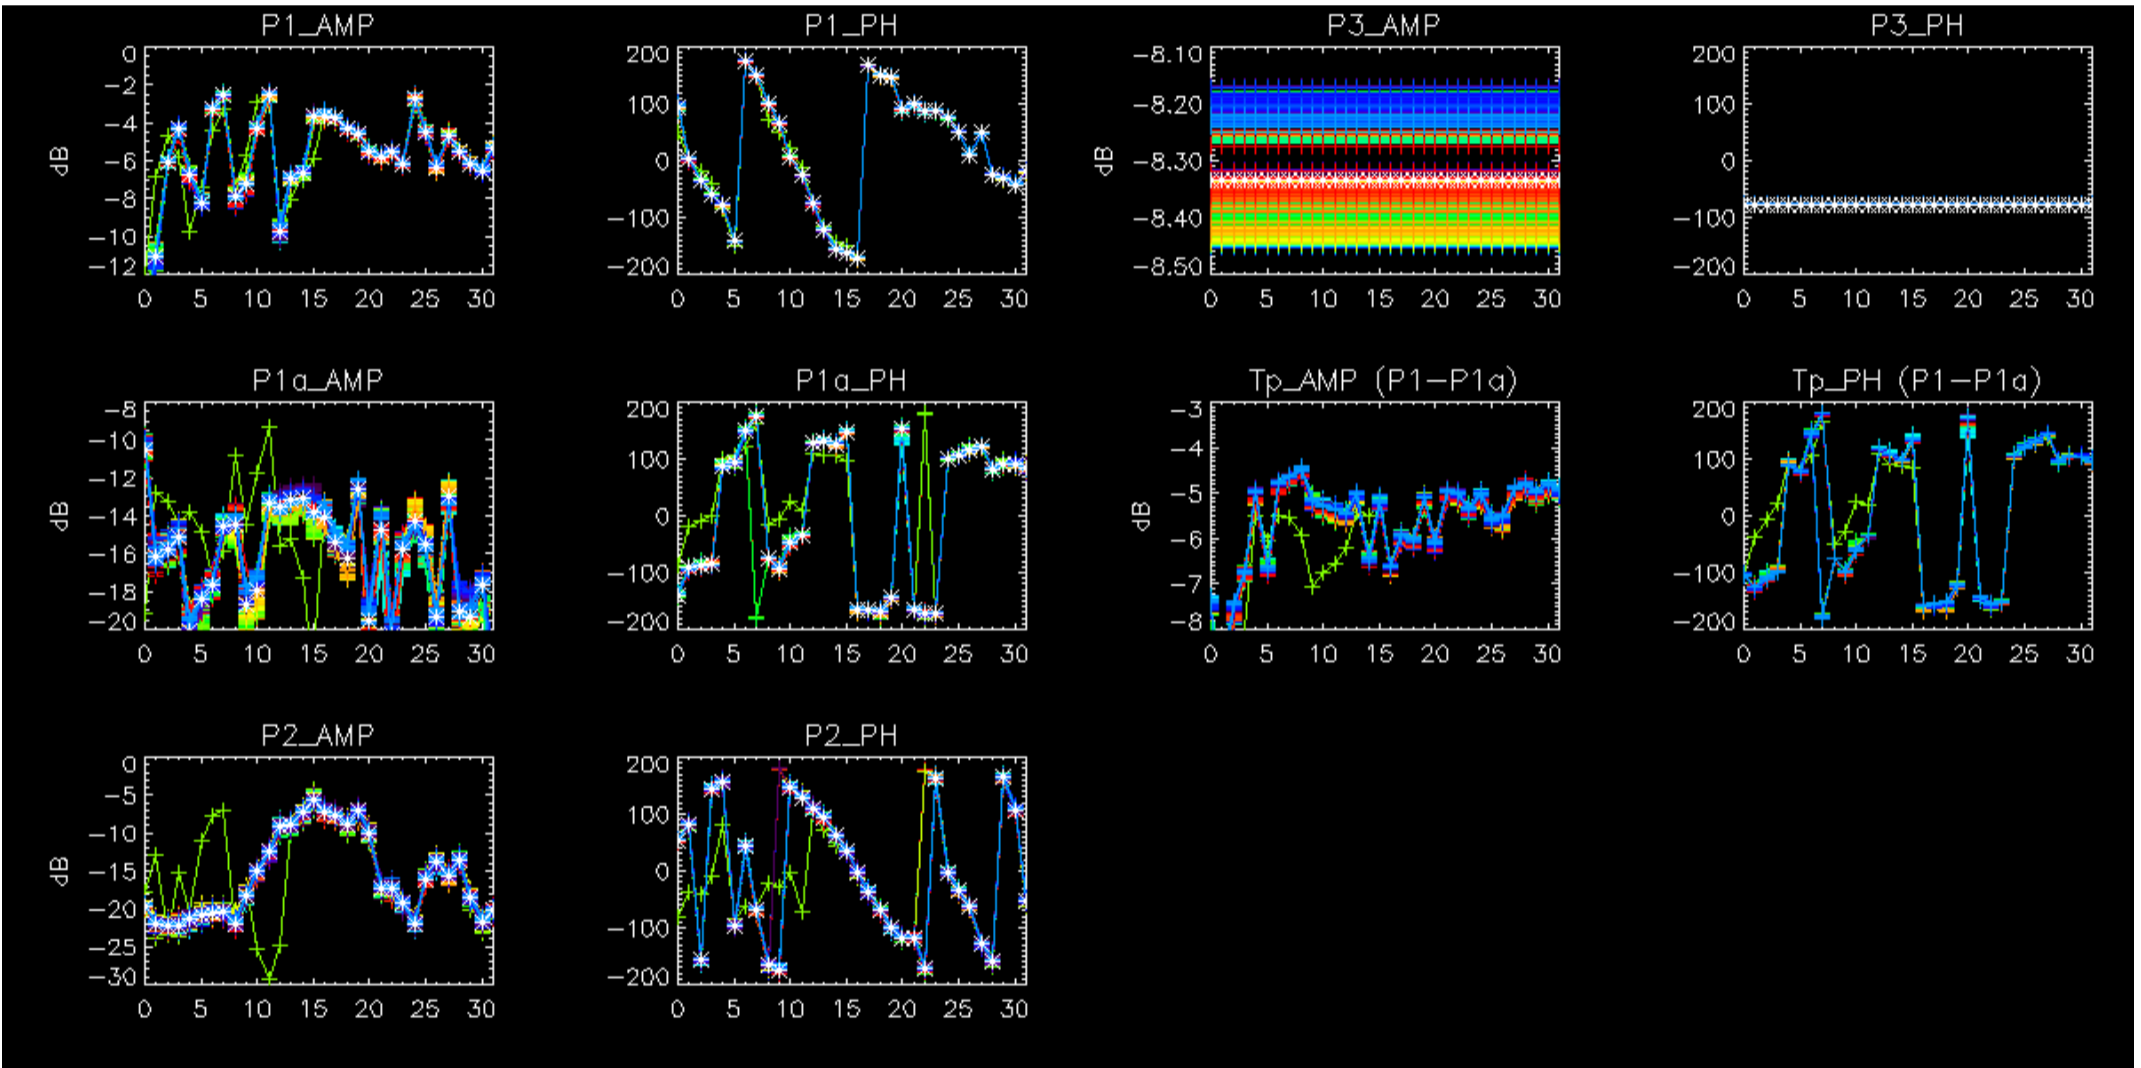 P1_AMP
0
-2
-4
-6
-8
-10
-12
dB
0 5 10 15 20 25 30
P1_PH
200
100
0
-100
-200
0 5 10 15 20 25 30
P3_AMP
-8.10
-8.20
-8.30
-8.40
-8.50
dB
0 5 10 15 20 25 30
P3_PH
200
100
0
-100
-200
0 5 10 15 20 25 30
P1a_AMP
-8
-10
-12
-14
-16
-18
-20
dB
0 5 10 15 20 25 30
P1a_PH
200
100
0
-100
-200
0 5 10 15 20 25 30
Tp_AMP (P1-P1a)
-3
-4
-5
-6
-7
-8
dB
0 5 10 15 20 25 30
Tp_PH (P1-P1a)
200
100
0
-100
-200
0 5 10 15 20 25 30
P2_AMP
0
-5
-10
-15
-20
-25
-30
dB
0 5 10 15 20 25 30
P2_PH
200
100
0
-100
-200
0 5 10 15 20 25 30